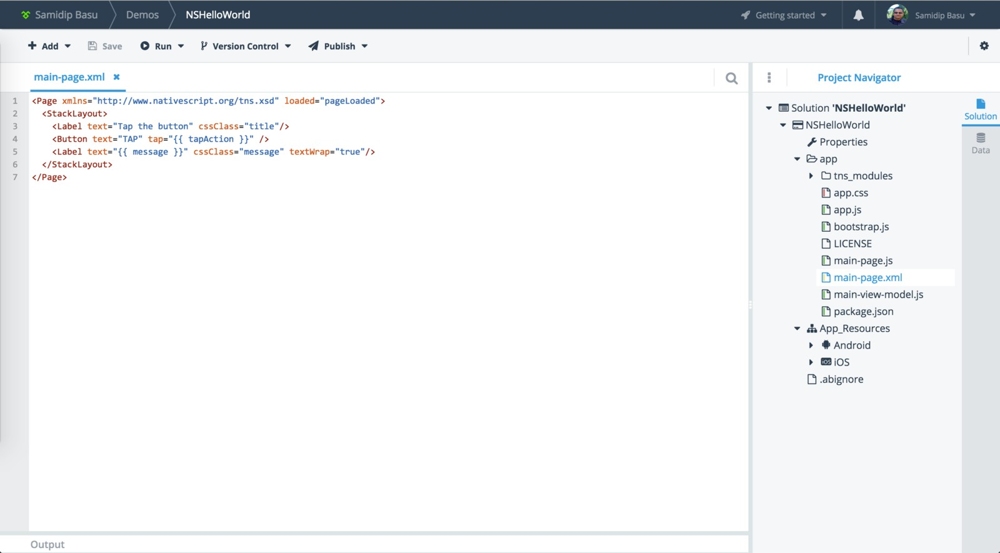 Samidip Basu Demos NSHelloWorld Getting started Samidip Basu
Add Save Run Version Control Publish
main-page.xml
Project Navigator
1 <Page xmlns="http://www.nativescript.org/tns.xsd" loaded="pageLoaded">
2 <StackLayout>
3 <Label text="Tap the button" cssClass="title"/>
4 <Button text="TAP" tap="{{ tapAction }}" />
5 <Label text="{{ message }}" cssClass="message" textWrap="true"/>
6 </StackLayout>
7 </Page>
Solution 'NSHelloWorld'
NSHelloWorld
Properties
app
tns_modules
app.css
app.js
bootstrap.js
LICENSE
main-page.js
main-page.xml
main-view-model.js
package.json
App_Resources
Android
iOS iOS
.abignore
Solution
Data
Output